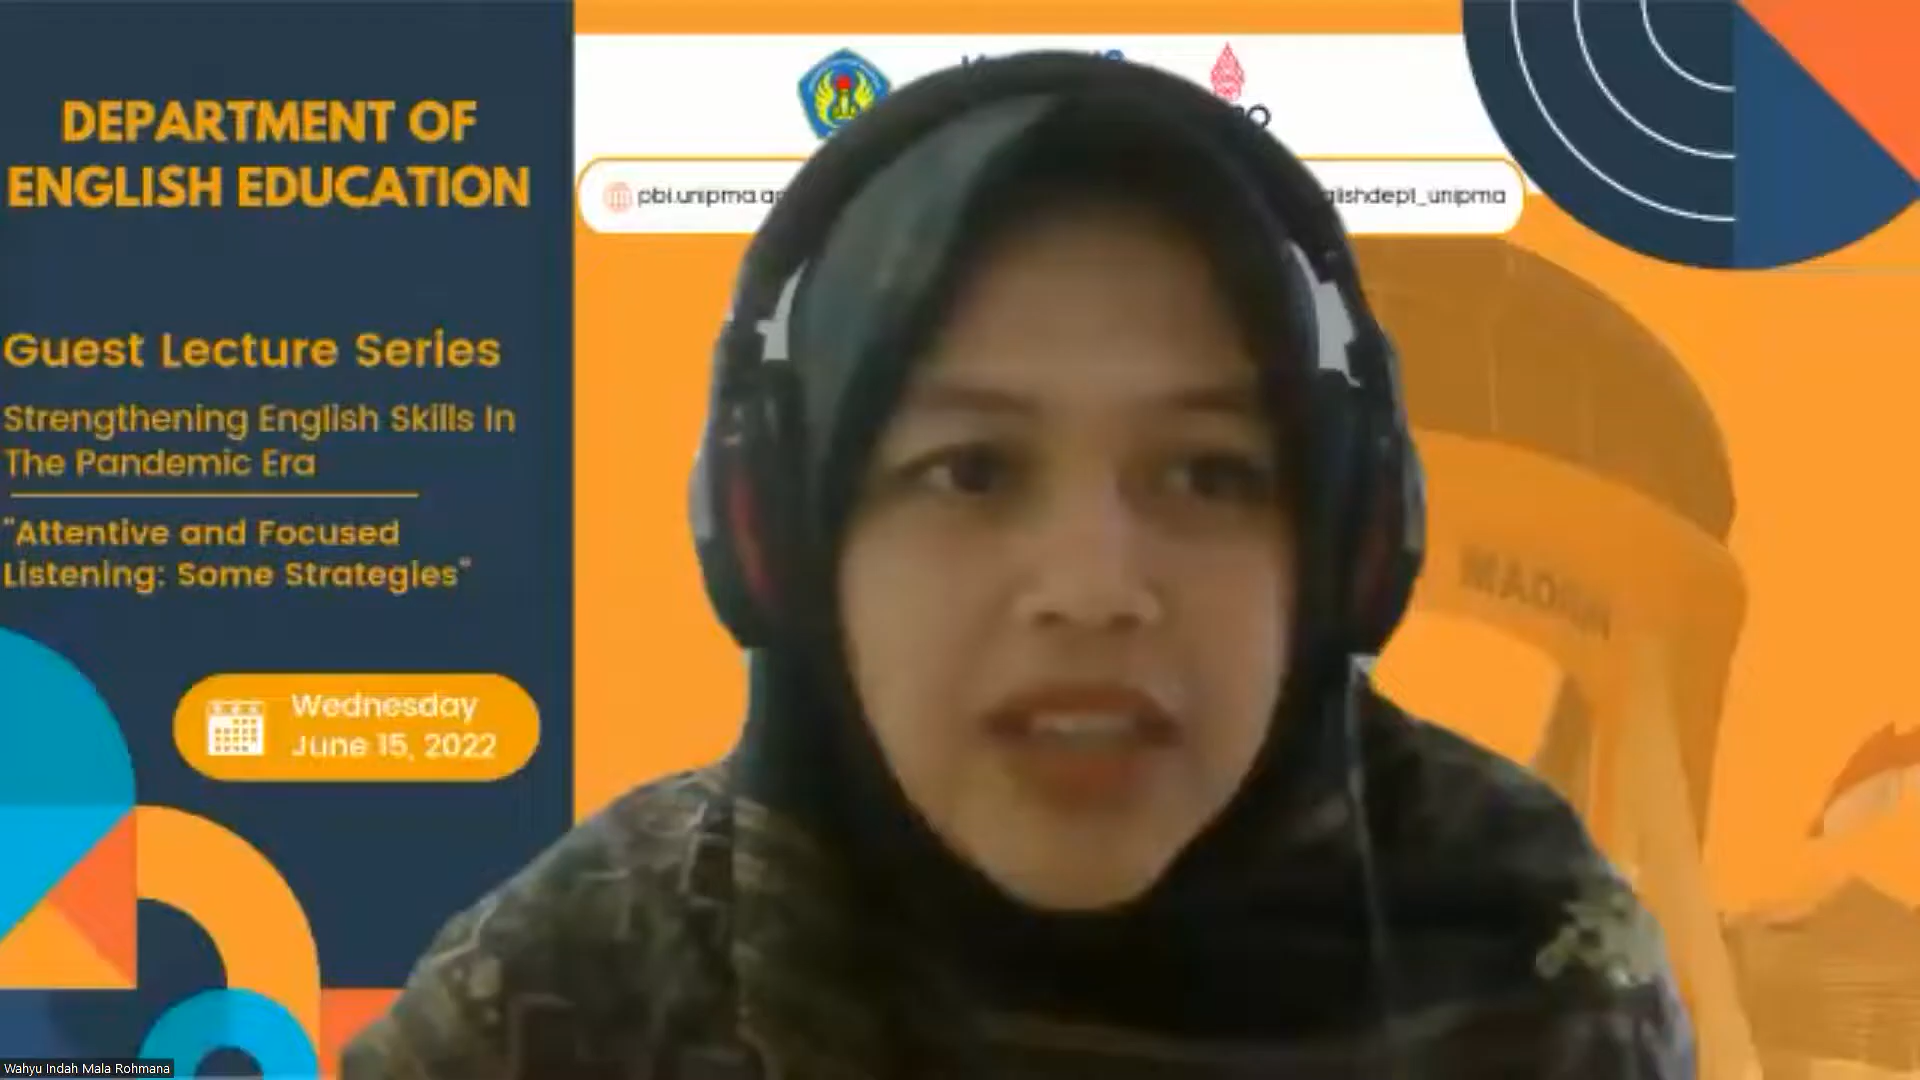 DEPARTMENT OF
ENGLISH EDUCATION
Guest Lecture Series
Strengthening English Skills In
The Pandemic Era
"Attentive and Focused
Listening: Some Strategies"
Wednesday
June 15, 2022
Wahyu Indah Mala Rohmana